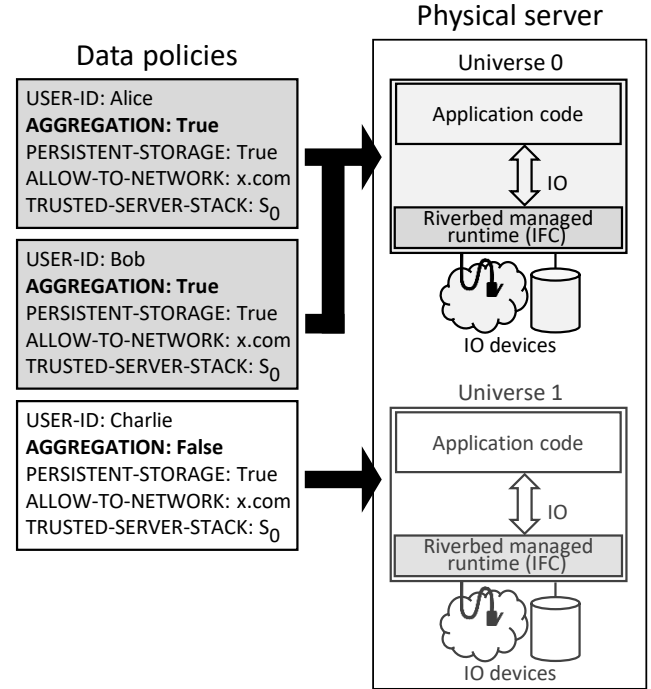 Data policies
USER-ID: Alice
AGGREGATION: True
PERSISTENT-STORAGE: True
ALLOW-TO-NETWORK: x.com
TRUSTED-SERVER-STACK: S0
USER-ID: Bob
AGGREGATION: True
PERSISTENT-STORAGE: True
ALLOW-TO-NETWORK: x.com
TRUSTED-SERVER-STACK: S0
USER-ID: Charlie
AGGREGATION: False
PERSISTENT-STORAGE: True
ALLOW-TO-NETWORK: x.com
TRUSTED-SERVER-STACK: S0
Physical server
Universe 0
Application code
IO
Riverbed managed
runtime (IFC)
IO devices
Universe 1
Application code
IO
Riverbed managed
runtime (IFC)
IO devices